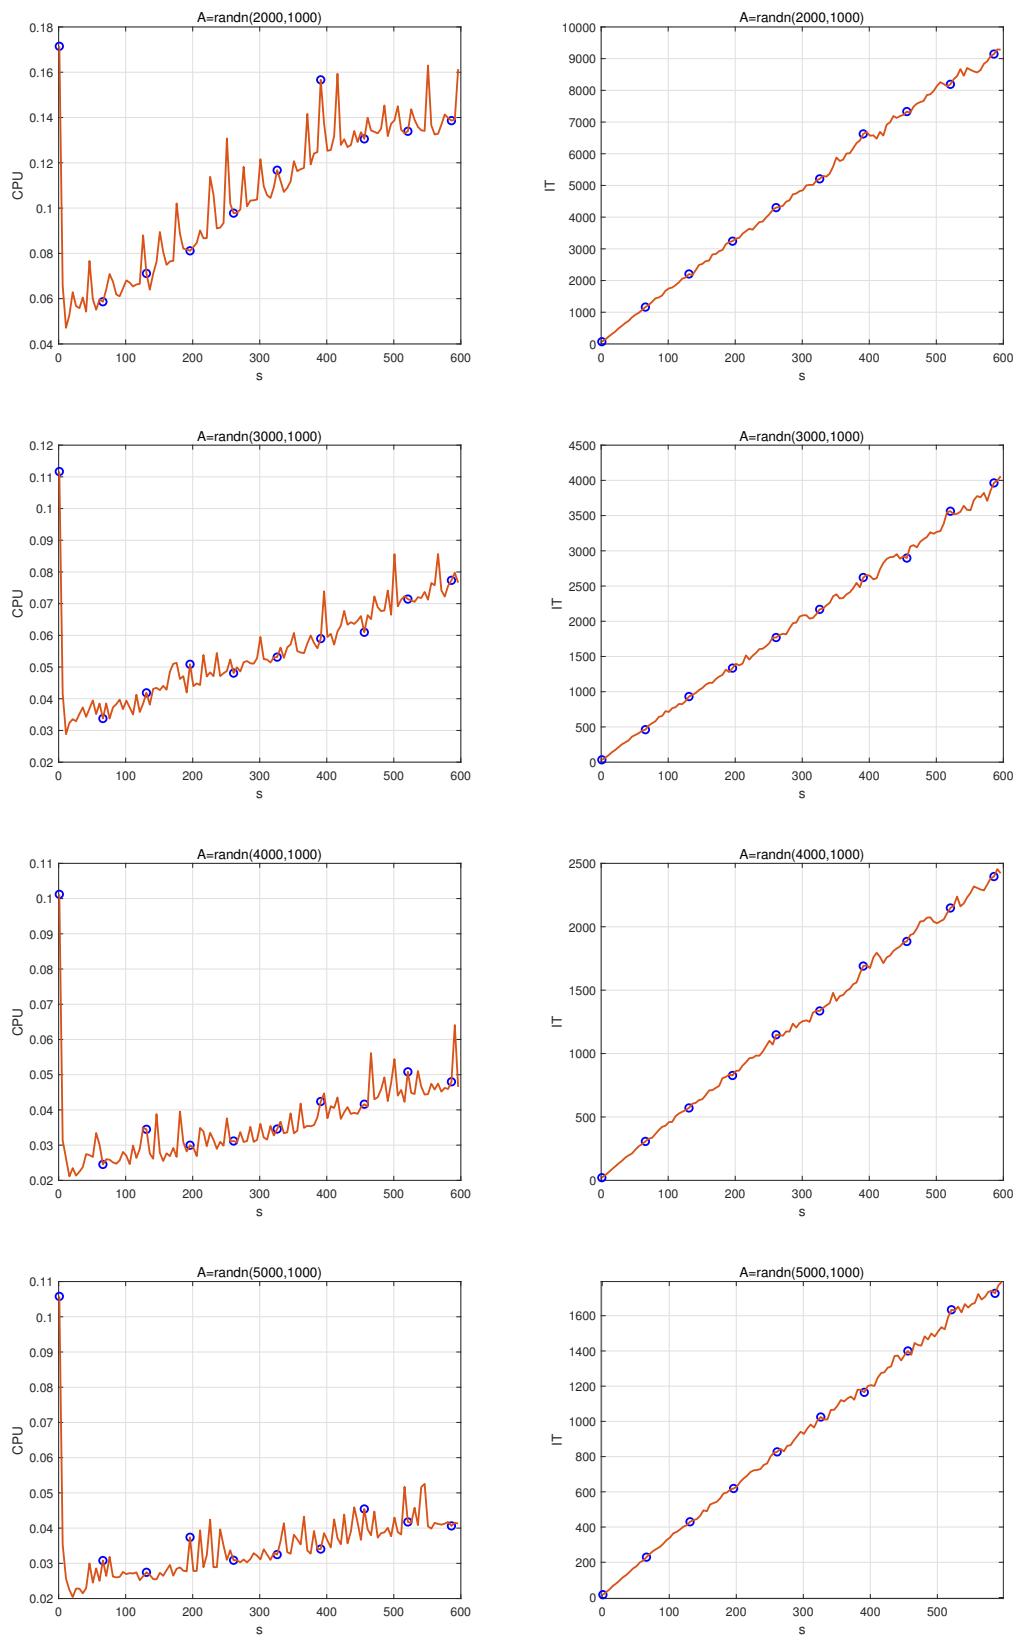 A=randn(2000,1000)
0.18
0.16
0.14
0.12
0.1
0.08
0.06
0.04
CPU
0 100 200 300 400 500 600
s
A=randn(2000,1000)
10000
9000
8000
7000
6000
5000
4000
3000
2000
1000
0
IT
0 100 200 300 400 500 600
s
A=randn(3000,1000)
0.12
0.11
0.1
0.09
0.08
0.07
0.06
0.05
0.04
0.03
0.02
CPU
0 100 200 300 400 500 600
s
A=randn(3000,1000)
4500
4000
3500
3000
2500
2000
1500
1000
500
0
IT
0 100 200 300 400 500 600
s
A=randn(4000,1000)
0.11
0.1
0.09
0.08
0.07
0.06
0.05
0.04
0.03
0.02
CPU
0 100 200 300 400 500 600
s
A=randn(4000,1000)
2500
2000
1500
1000
500
0
IT
0 100 200 300 400 500 600
s
A=randn(5000,1000)
0.11
0.1
0.09
0.08
0.07
0.06
0.05
0.04
0.03
0.02
CPU
0 100 200 300 400 500 600
s
A=randn(5000,1000)
1600
1400
1200
1000
800
600
400
200
0
IT
0 100 200 300 400 500
s